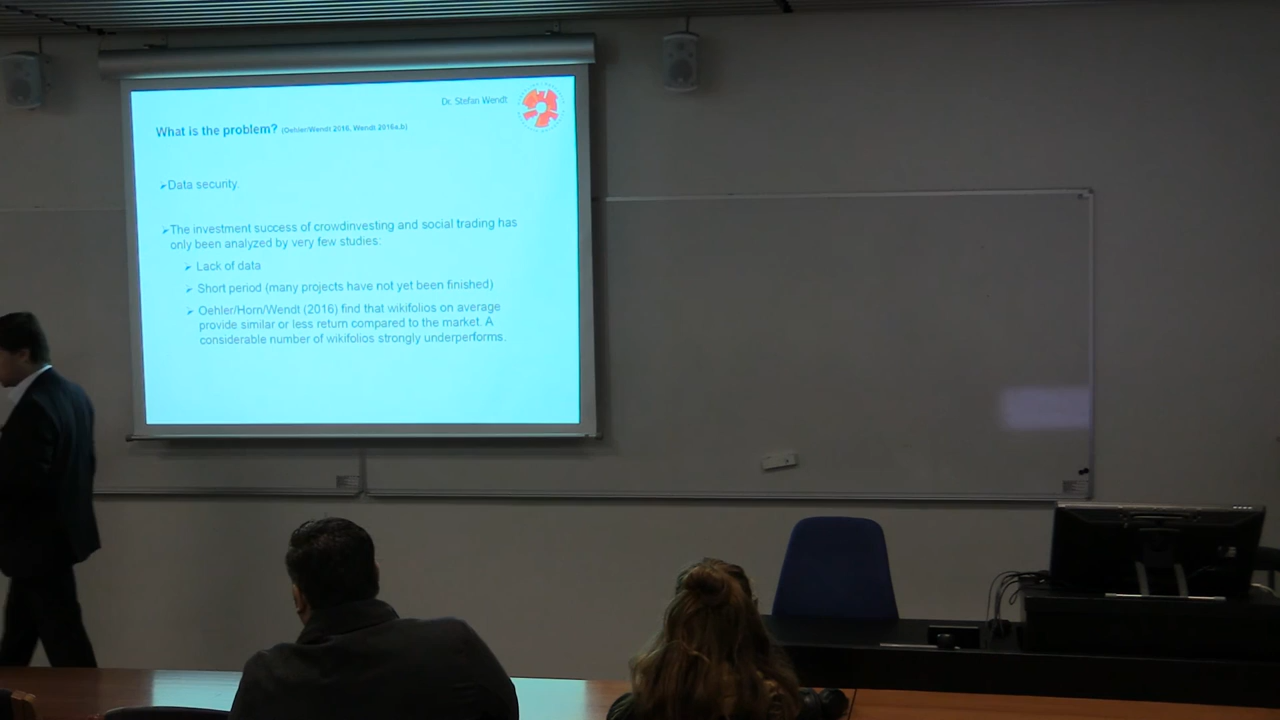 Dr. Stefan Wendt
What is the problem? (Oehler/Wendt 2016, Wendt 2016a,b)
➢Data security.
➢The investment success of crowdinvesting and social trading has
only been analyzed by very few studies:
➢ Lack of data
➢ Short period (many projects have not yet been finished)
➢ Oehler/Horn/Wendt (2016) find that wikifolios on average
provide similar or less return compared to the market. A
considerable number of wikifolios strongly underperforms.